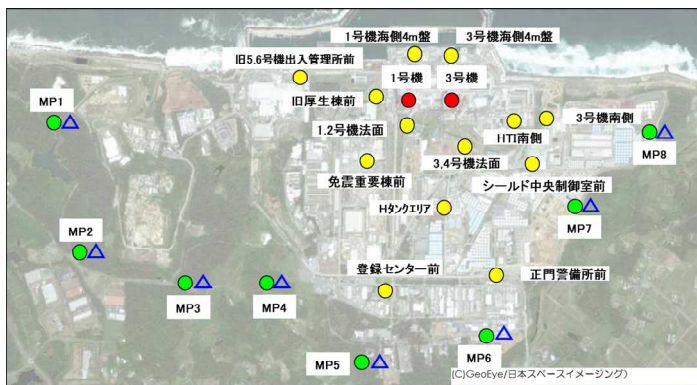 1号機海側4m盤
3号機海側4m盤
旧5.6号機出入管理所前
1号機
3号機
MP1
旧厚生棟前
3号機南側
1.2号機法面
HTI南側
MP8
3,4号機法面
免震重要棟前
シールド中央制御室前
Hタンクエリア
MP7
MP2
登録センター前
正門警備所前
MP3
MP4
MP5
MP6
(C)GeoEye/日本スペースイメージング)